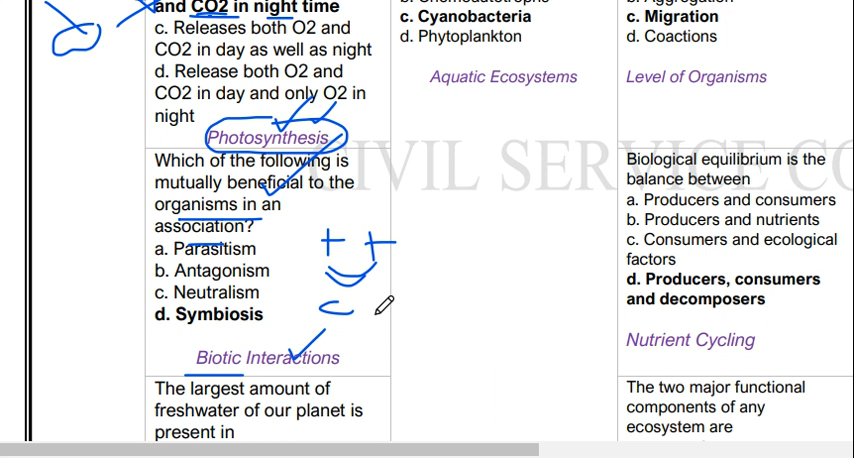 and CO2 in night time
c. Releases both O2 and
CO2 in day as well as night
d. Release both O2 and
CO2 in day and only O2 in
night
Photosynthesis
Which of the following is
mutually beneficial to the
organisms in an
association?
a. Parasitism
b. Antagonism
c. Neutralism
d. Symbiosis
Biotic Interactions
The largest amount of
freshwater of our planet is
present in
c. Cyanobacteria
d. Phytoplankton
Aquatic Ecosystems
c. Migration
d. Coactions
Level of Organisms
Biological equilibrium is the
balance between
a. Producers and consumers
b. Producers and nutrients
c. Consumers and ecological
factors
d. Producers, consumers
and decomposers
Nutrient Cycling
The two major functional
components of any
ecosystem are
CIVIL SERVICE
+ +